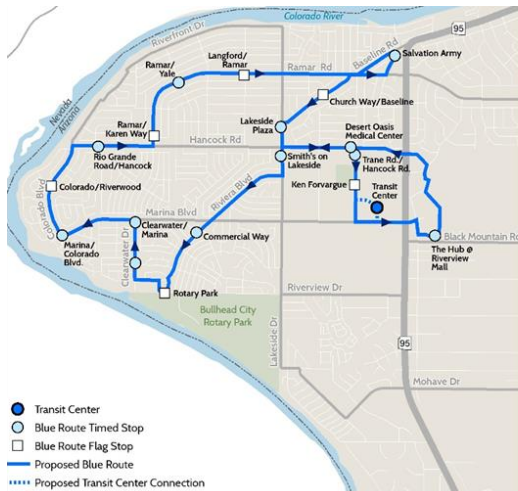 Colorado River
95
Riverfront Dr
Baseline Rd
Salvation Army
Langford/
Ramar
Ramar Rd
Ramar/
Yale
Church Way/Baseline
Nevada
Arizona
Ramar/
Karen Way
Lakeside
Plaza
Desert Oasis
Medical Center
Hancock Rd
Rio Grande
Road/Hancock
Smith's on
Lakeside
Trane Rd./
Hancock Rd.
Colorado Blvd
Colorado/Riverwood
Riviera Blvd
Ken Forvargue
Transit
Center
Marina Blvd
Clearwater/
Marina
Commercial Way
Black Mountain Rd
Marina/
Colorado
Blvd.
Clearwater Dr
The Hub @
Riverview
Mall
Rotary Park
Riverview Dr
Bullhead City
Rotary Park
Lakeside Dr
95
Mohave Dr
Transit Center
Blue Route Timed Stop
Blue Route Flag Stop
Proposed Blue Route
Proposed Transit Center Connection